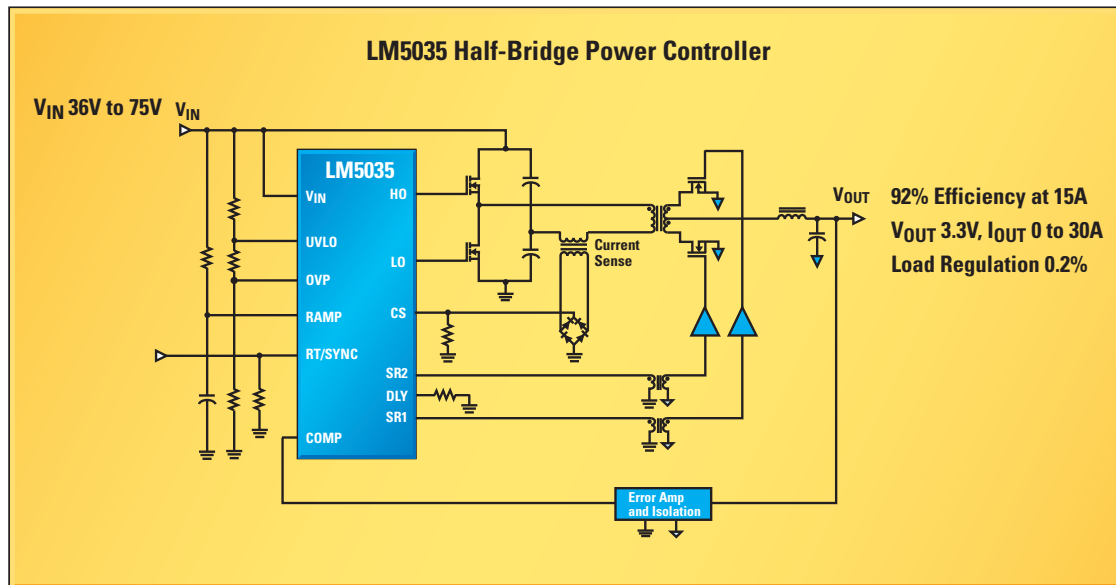 LM5035 Half-Bridge Power Controller
VIN 36V to 75V
VIN
LM5035
VIN
HO
UVLO
LO
OVP
CS
RAMP
RT/SYNC
SR2
DLY
SR1
COMP
Current
Sense
VOUT
92% Efficiency at 15A
VOUT 3.3V, IOUT 0 to 30A
Load Regulation 0.2%
Error Amp
and Isolation